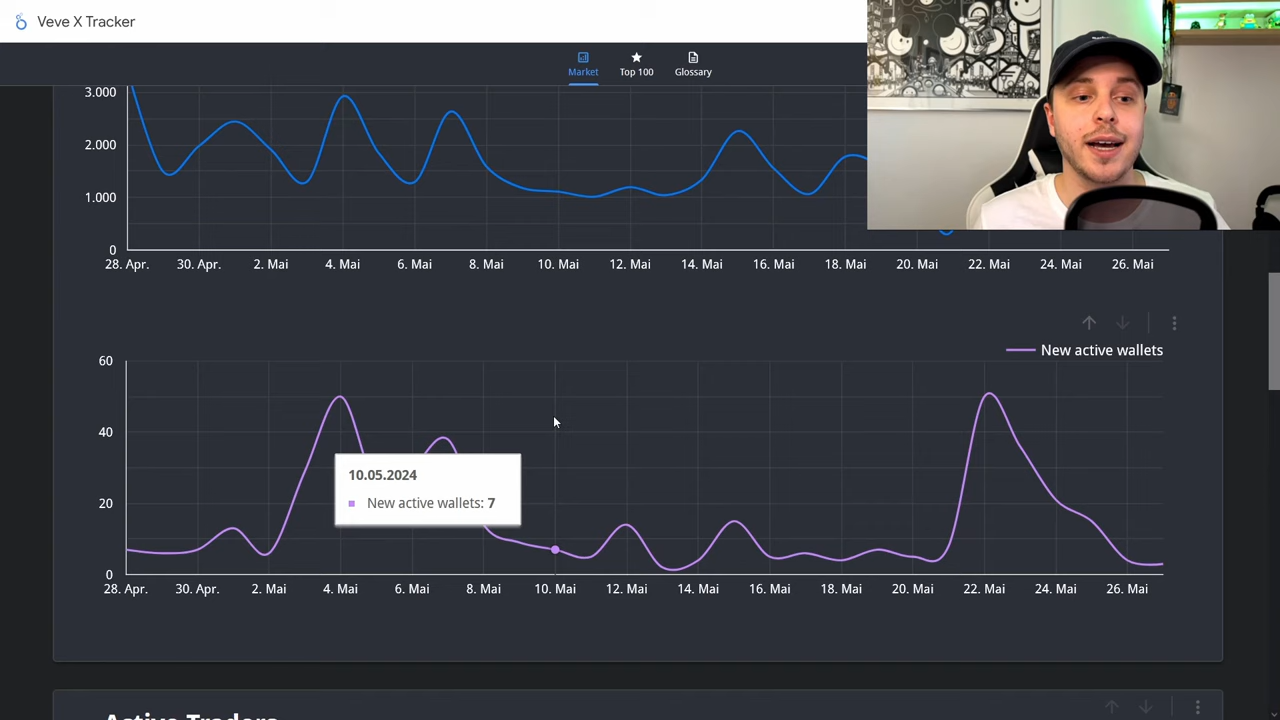 Veve X Tracker
Market
Top 100
Glossary
3.000
2.000
1.000
0
28. Apr.
30. Apr.
2. Mai
4. Mai
6. Mai
8. Mai
10. Mai
12. Mai
14. Mai
16. Mai
18. Mai
20. Mai
22. Mai
24. Mai
26. Mai
New active wallets
60
40
20
0
10.05.2024
New active wallets: 7
28. Apr.
30. Apr.
2. Mai
4. Mai
6. Mai
8. Mai
10. Mai
12. Mai
14. Mai
16. Mai
18. Mai
20. Mai
22. Mai
24. Mai
26. Mai
Active Traders